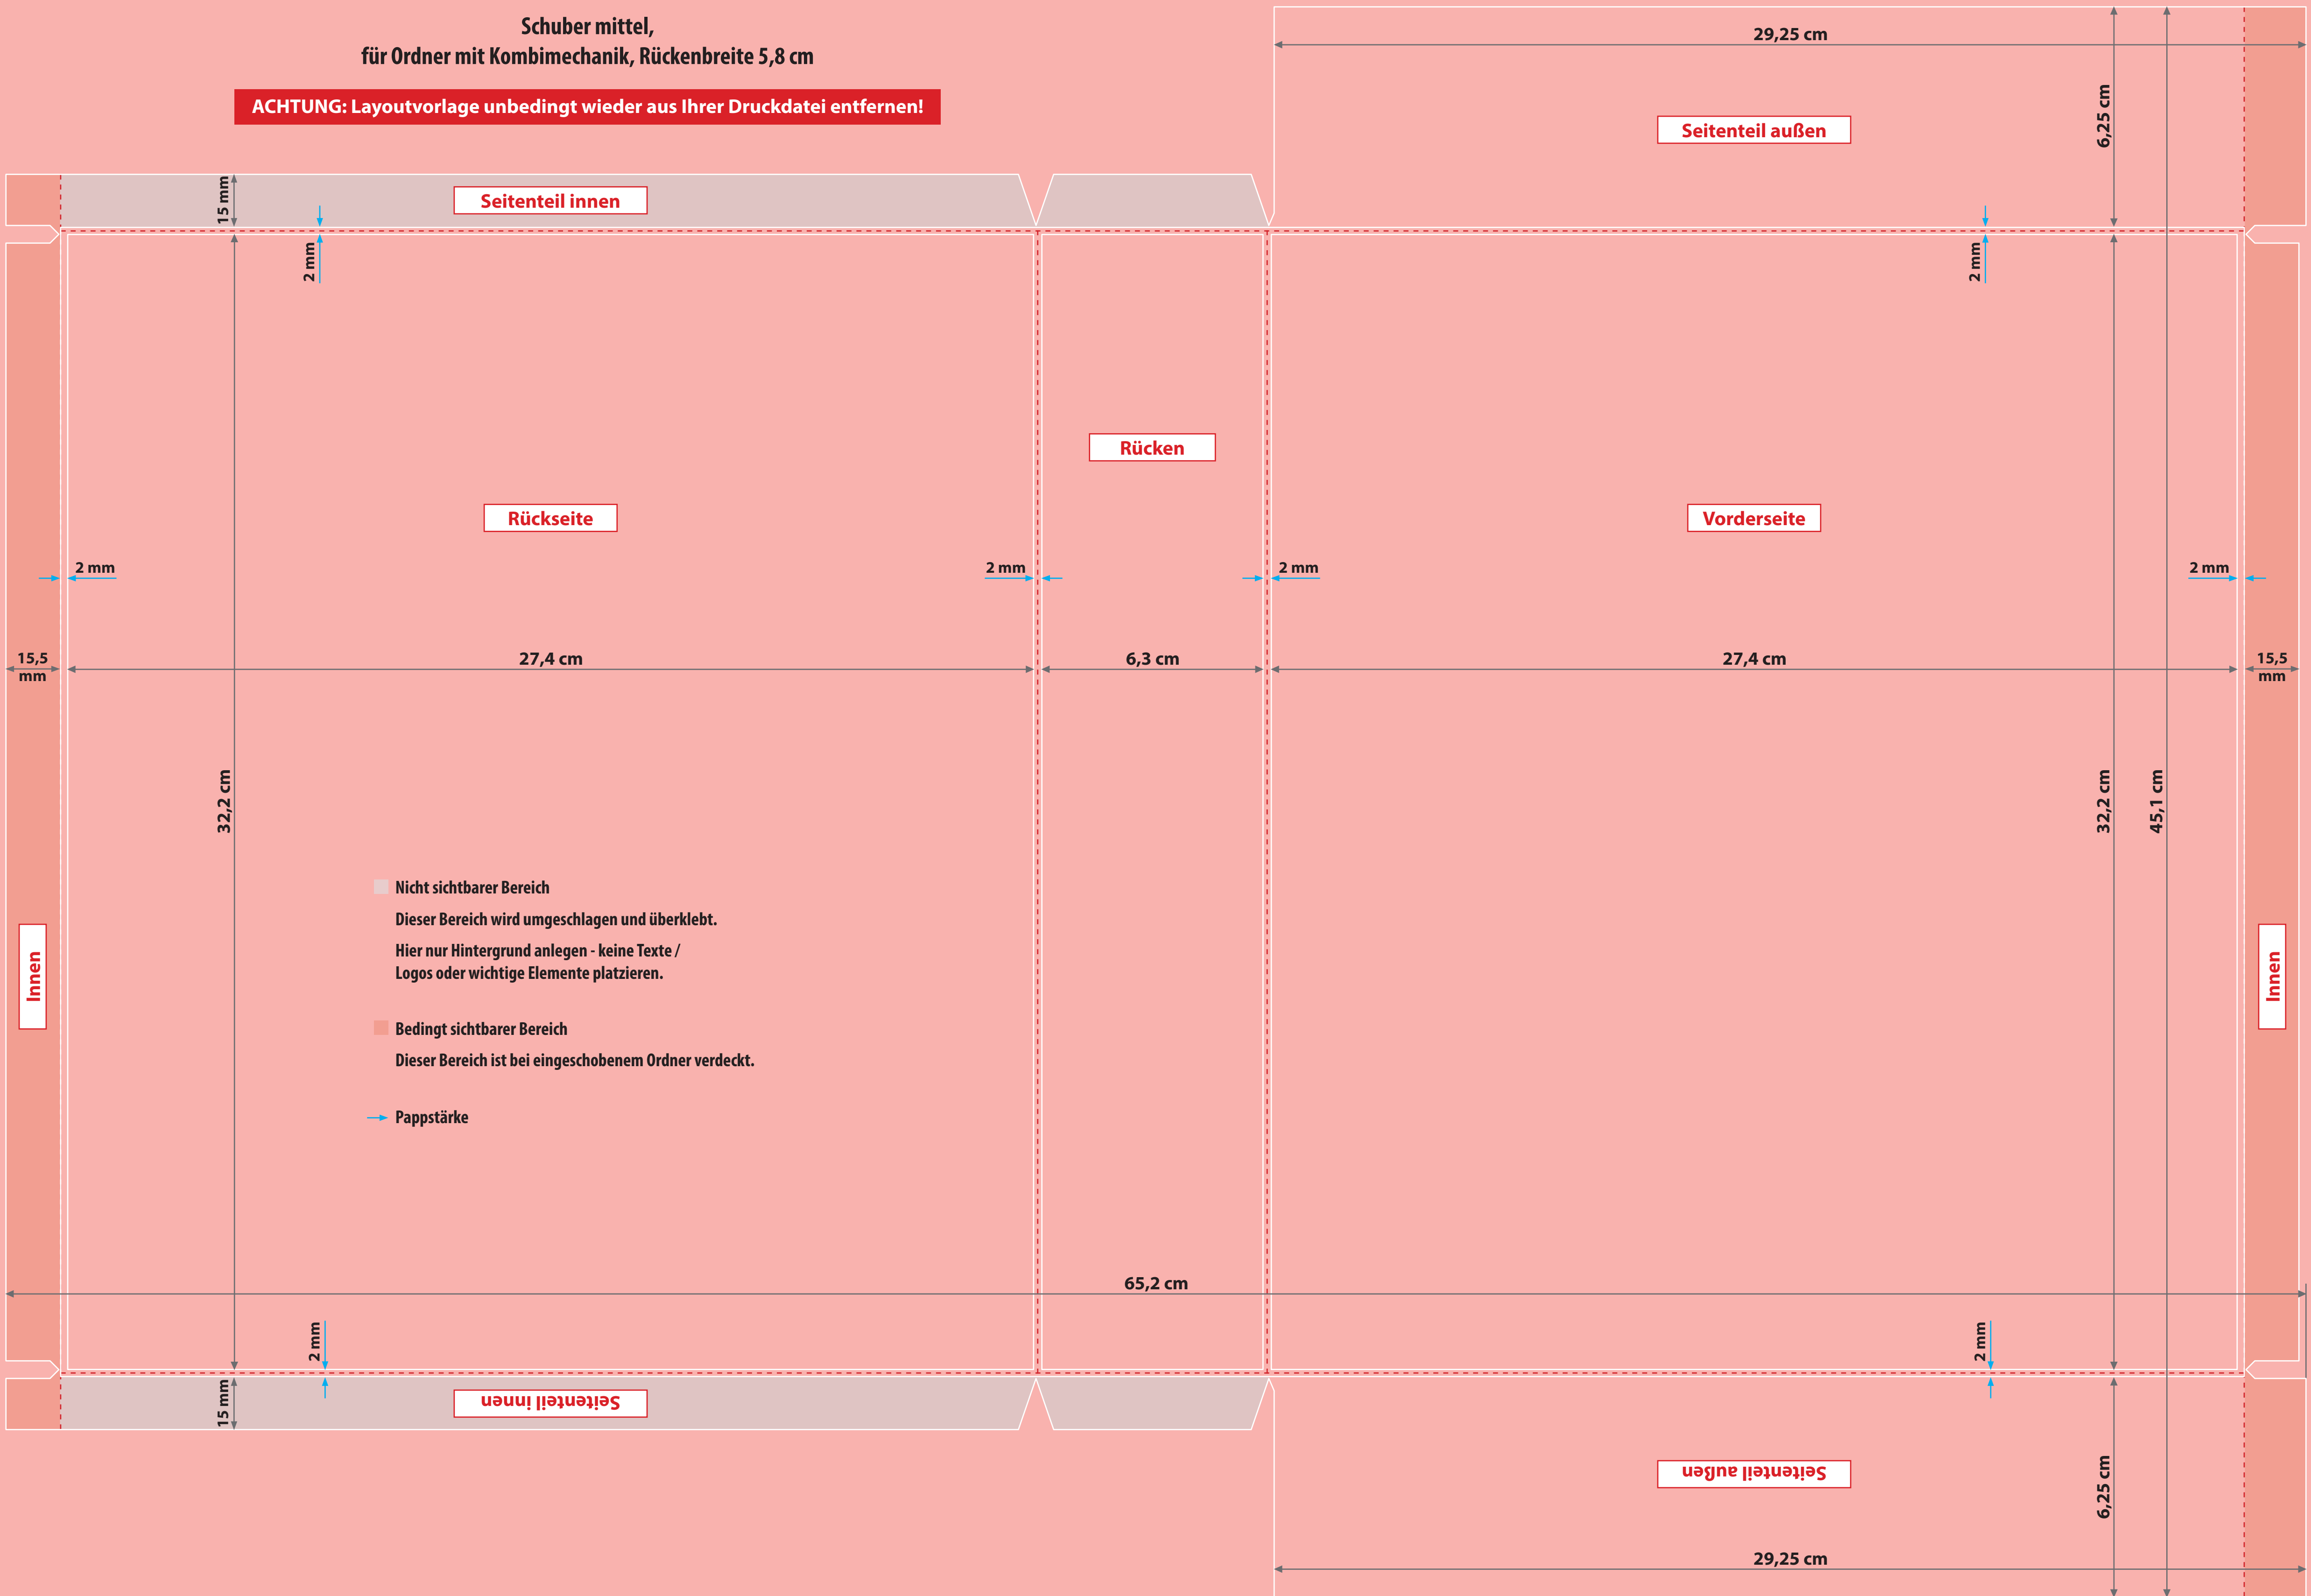 Schuber mittel,
für Ordner mit Kombimechanik, Rückenbreite 5,8 cm
ACHTUNG: Layoutvorlage unbedingt wieder aus Ihrer Druckdatei entfernen!
29,25 cm
6,25 cm
Seitenteil außen
15 mm
Seitenteil innen
2 mm
2 mm
Rücken
Rückseite
Vorderseite
2 mm
2 mm
2 mm
2 mm
15,5
mm
27,4 cm
6,3 cm
27,4 cm
15,5
mm
32,2 cm
32,2 cm
45,1 cm
Nicht sichtbarer Bereich
Dieser Bereich wird umgeschlagen und überklebt.
Hier nur Hintergrund anlegen - keine Texte /
Logos oder wichtige Elemente platzieren.
Innen
Innen
Bedingt sichtbarer Bereich
Dieser Bereich ist bei eingeschobenem Ordner verdeckt.
Pappstärke
65,2 cm
2 mm
2 mm
15 mm
Seitenteil innen
Seitenteil außen
6,25 cm
29,25 cm